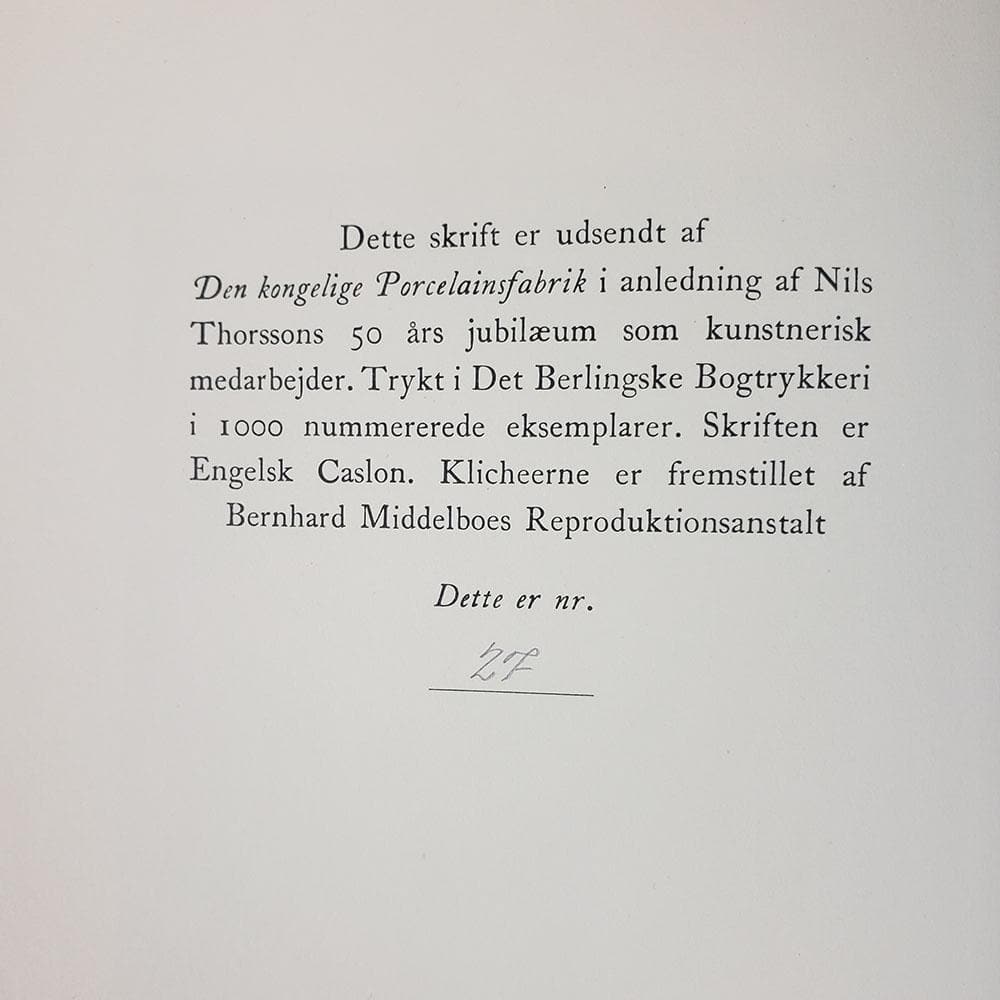 Dette skrift er udsendt af
Den kongelige Porcelainsfabrik i anledning af Nils
Thorssons 50 års jubilæum som kunstnerisk
medarbejder. Trykt i Det Berlingske Bogtrykkeri
i 1000 nummererede eksemplarer. Skriften er
Engelsk Caslon. Klicheerne er fremstillet af
Bernhard Middelboes Reproduktionsanstalt
Dette er nr.
27